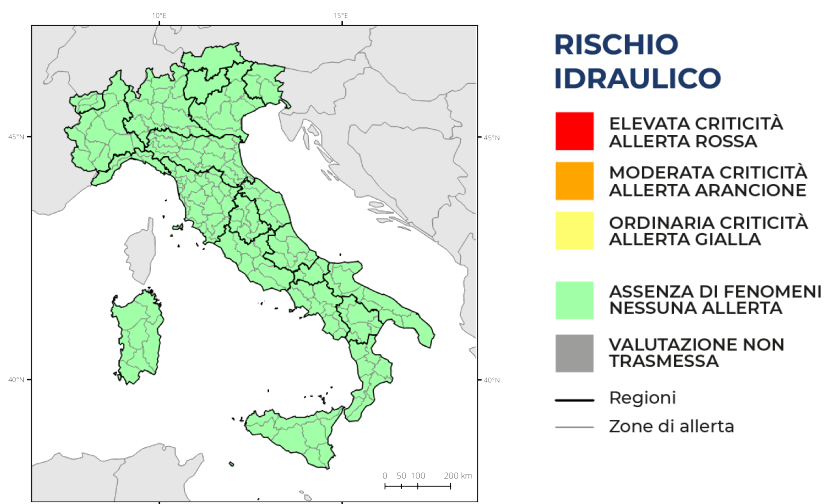 10°E
15°E
45°N
45°N
40°N
40°N
0 50 100 200 km
RISCHIO
IDRAULICO
ELEVATA CRITICITÀ
ALLERTA ROSSA
MODERATA CRITICITÀ
ALLERTA ARANCIONE
ORDINARIA CRITICITÀ
ALLERTA GIALLA
ASSENZA DI FENOMENI
NESSUNA ALLERTA
VALUTAZIONE NON
TRASMESSA
Regioni
Zone di allerta